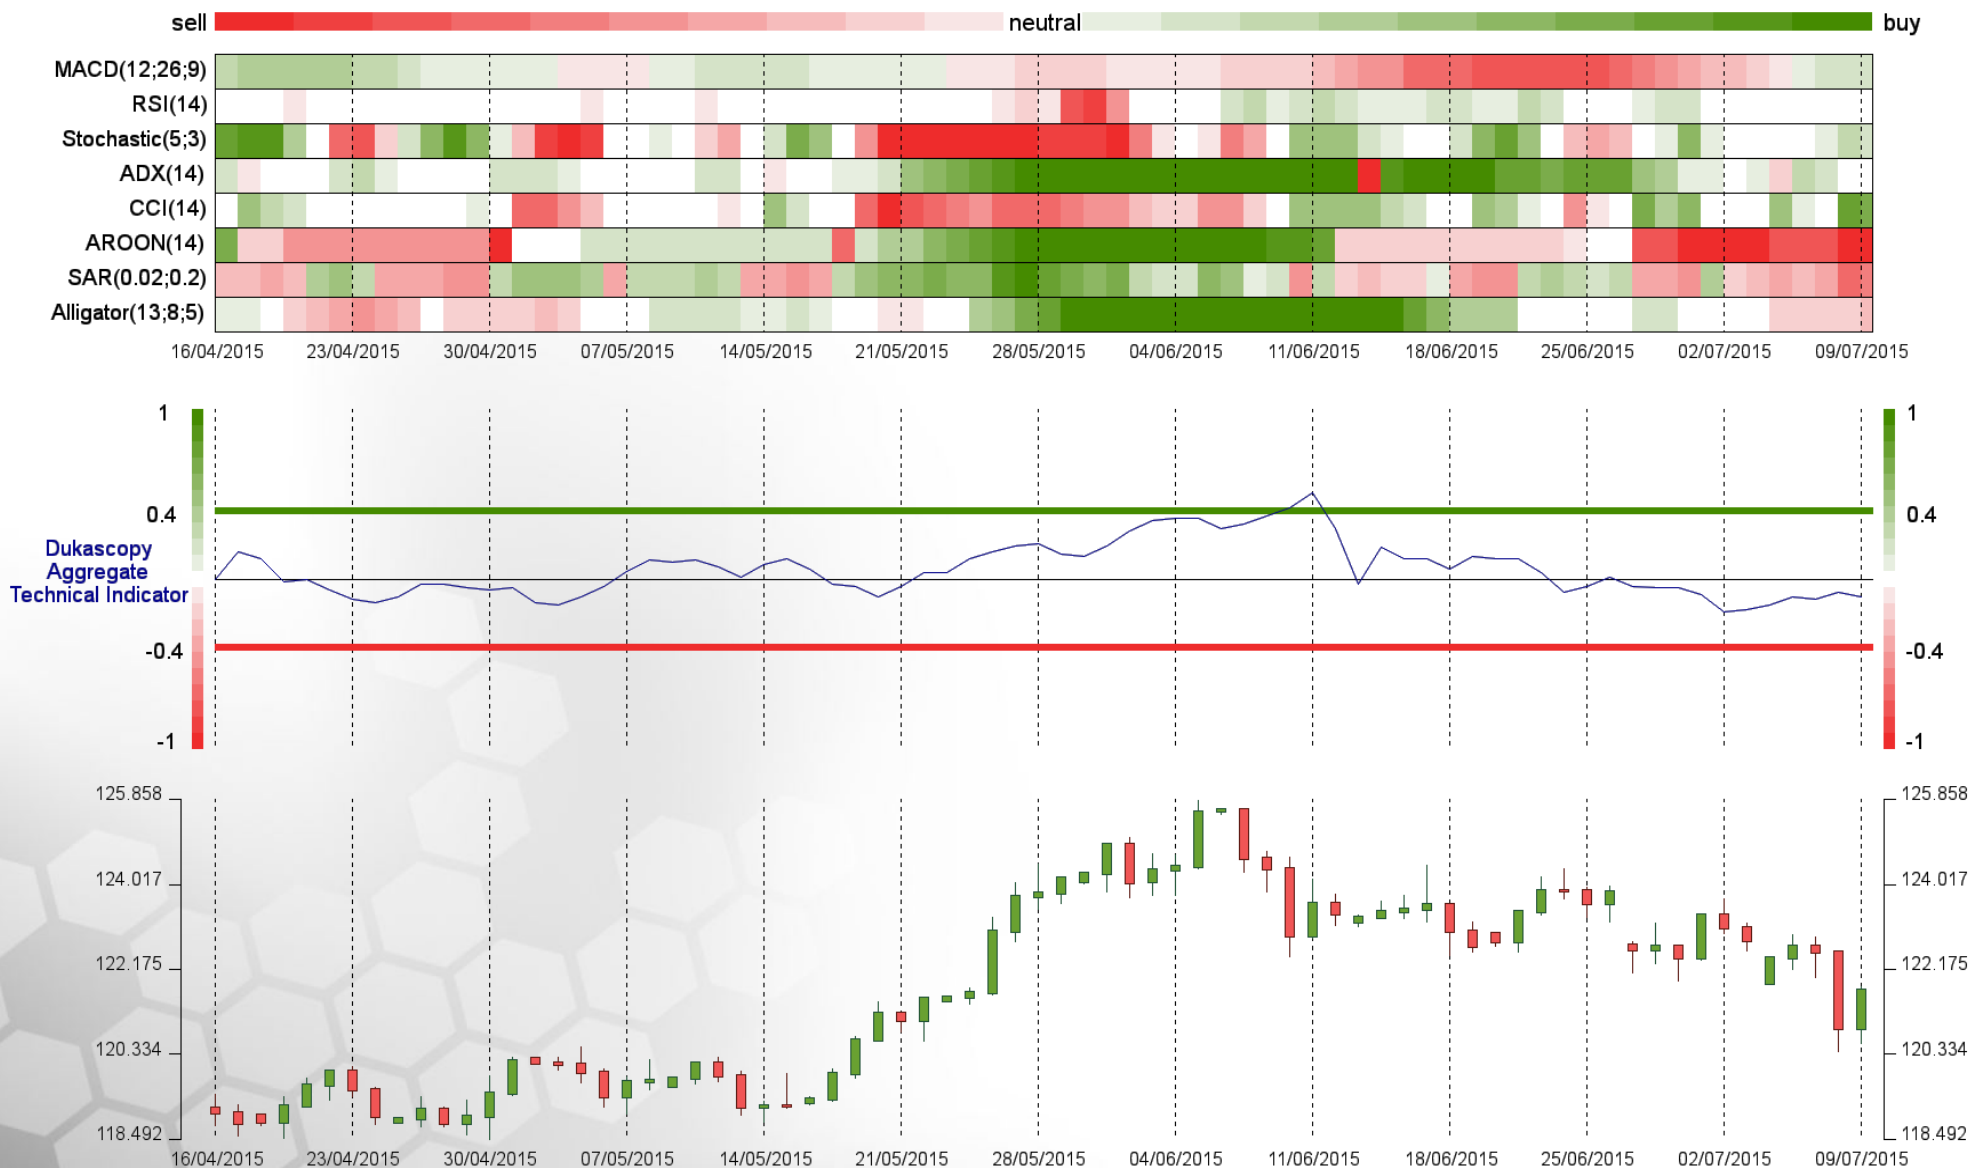 sell neutral buy
MACD(12;26;9)
RSI(14)
Stochastic(5;3)
ADX(14)
CCI(14)
AROON(14)
SAR(0.02;0.2)
Alligator(13;8;5)
16/04/2015 23/04/2015 30/04/2015 07/05/2015 14/05/2015 21/05/2015 28/05/2015 04/06/2015 11/06/2015 18/06/2015 25/06/2015 02/07/2015 09/07/2015
1 1
0.4 0.4
Dukascopy
Aggregate
Technical Indicator
-0.4 -0.4
-1 -1
125.858 125.858
124.017 124.017
122.175 122.175
120.334 120.334
118.492 118.492
16/04/2015 23/04/2015 30/04/2015 07/05/2015 14/05/2015 21/05/2015 28/05/2015 04/06/2015 11/06/2015 18/06/2015 25/06/2015 02/07/2015 09/07/2015